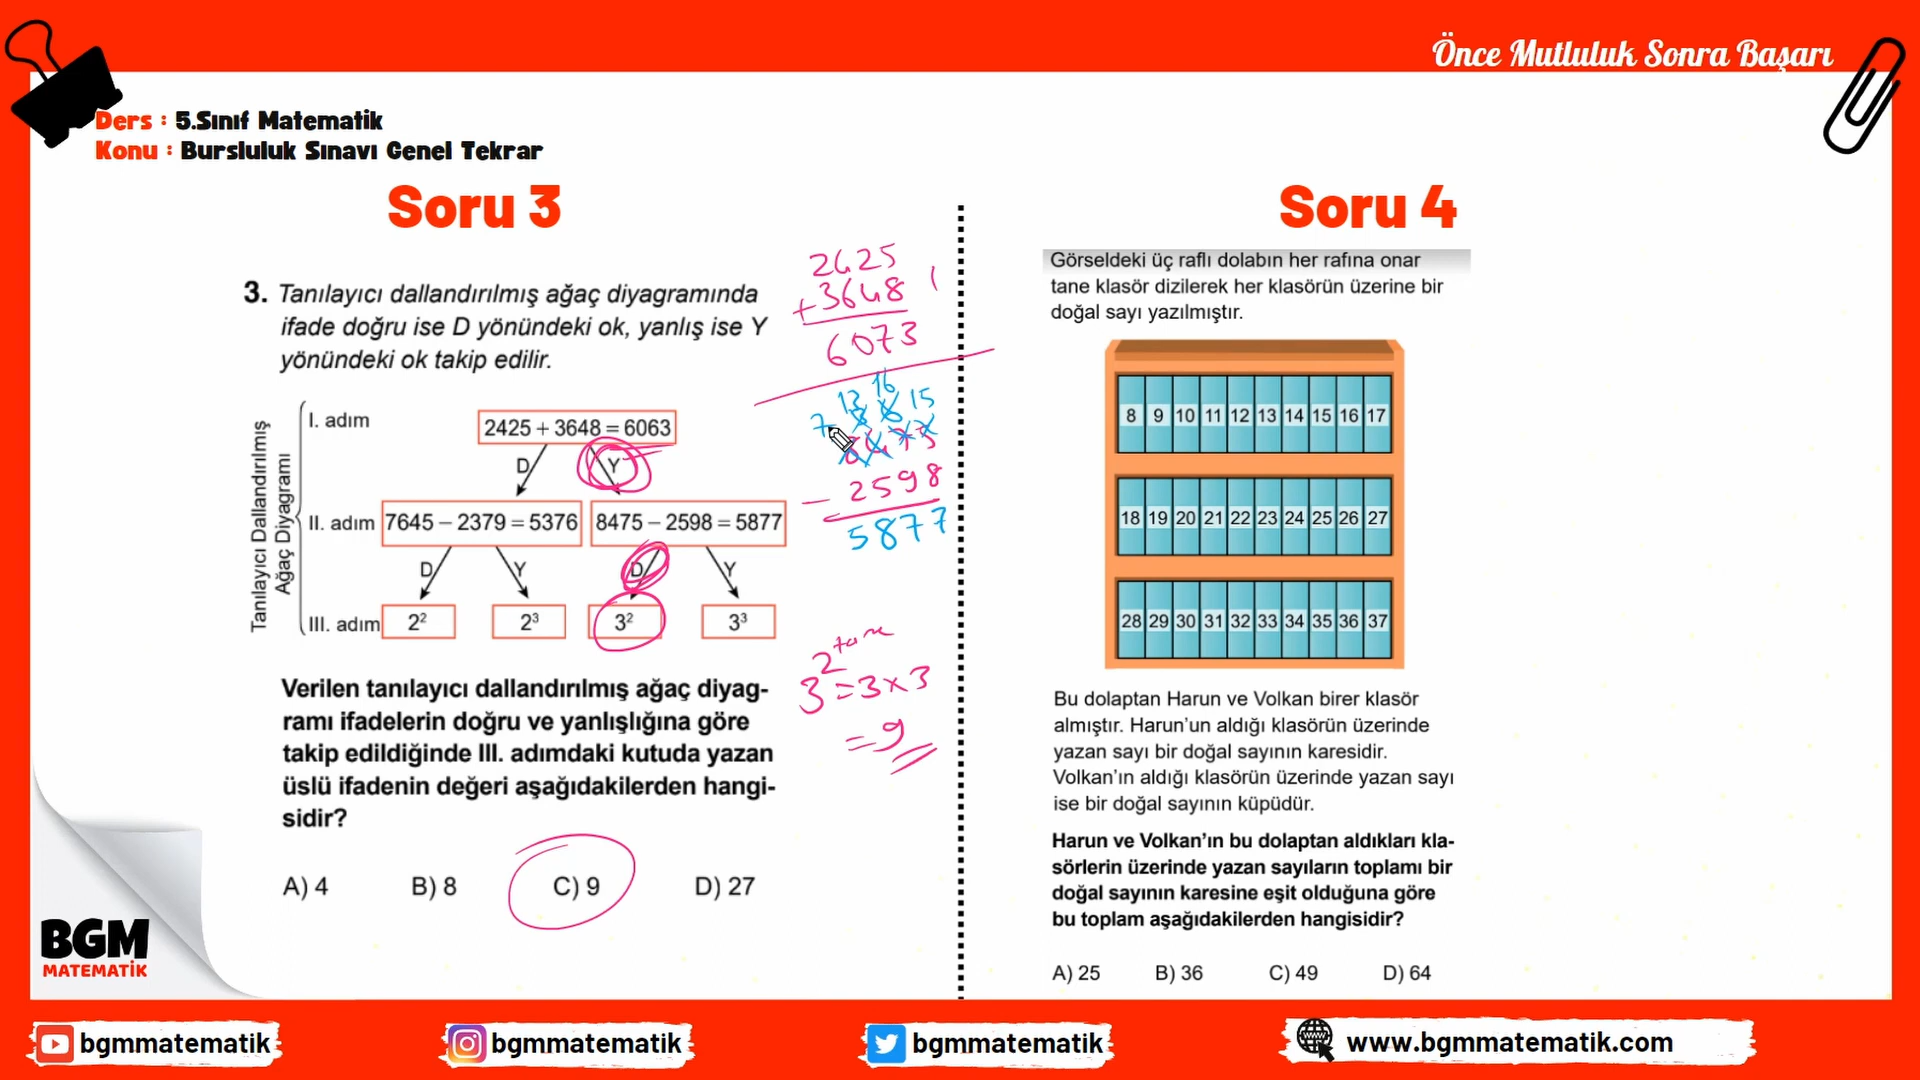 Önce Mutluluk Sonra Başarı
Ders : 5.Sınıf Matematik
Konu : Bursluluk Sınavı Genel Tekrar
Soru 3
3. Tanılayıcı dallandırılmış ağaç diyagramında
ifade doğru ise D yönündeki ok, yanlış ise Y
yönündeki ok takip edilir.
Tanılayıcı Dallandırılmış
Ağaç Diyagramı
I. adım
2425 + 3648 = 6063
D Y
II. adım 7645 − 2379 = 5376 8475 − 2598 = 5877
D Y D Y
III. adım 2² 2³ 3² 3³
Verilen tanılayıcı dallandırılmış ağaç diyag-
ramı ifadelerin doğru ve yanlışlığına göre
takip edildiğinde III. adımdaki kutuda yazan
üslü ifadenin değeri aşağıdakilerden hangi-
sidir?
A) 4 B) 8 C) 9 D) 27
2425
+3648
6073
16
13 15
7
− 2598
5877
tane
3² = 3 x 3
= 9
Soru 4
Görseldeki üç raflı dolabın her rafına onar
tane klasör dizilerek her klasörün üzerine bir
doğal sayı yazılmıştır.
8 9 10 11 12 13 14 15 16 17
18 19 20 21 22 23 24 25 26 27
28 29 30 31 32 33 34 35 36 37
Bu dolaptan Harun ve Volkan birer klasör
almıştır. Harun'un aldığı klasörün üzerinde
yazan sayı bir doğal sayının karesidir.
Volkan'ın aldığı klasörün üzerinde yazan sayı
ise bir doğal sayının küpüdür.
Harun ve Volkan'ın bu dolaptan aldıkları kla-
sörlerin üzerinde yazan sayıların toplamı bir
doğal sayının karesine eşit olduğuna göre
bu toplam aşağıdakilerden hangisidir?
A) 25 B) 36 C) 49 D) 64
BGM
MATEMATİK
bgmmatematik
bgmmatematik
bgmmatematik
www.bgmmatematik.com